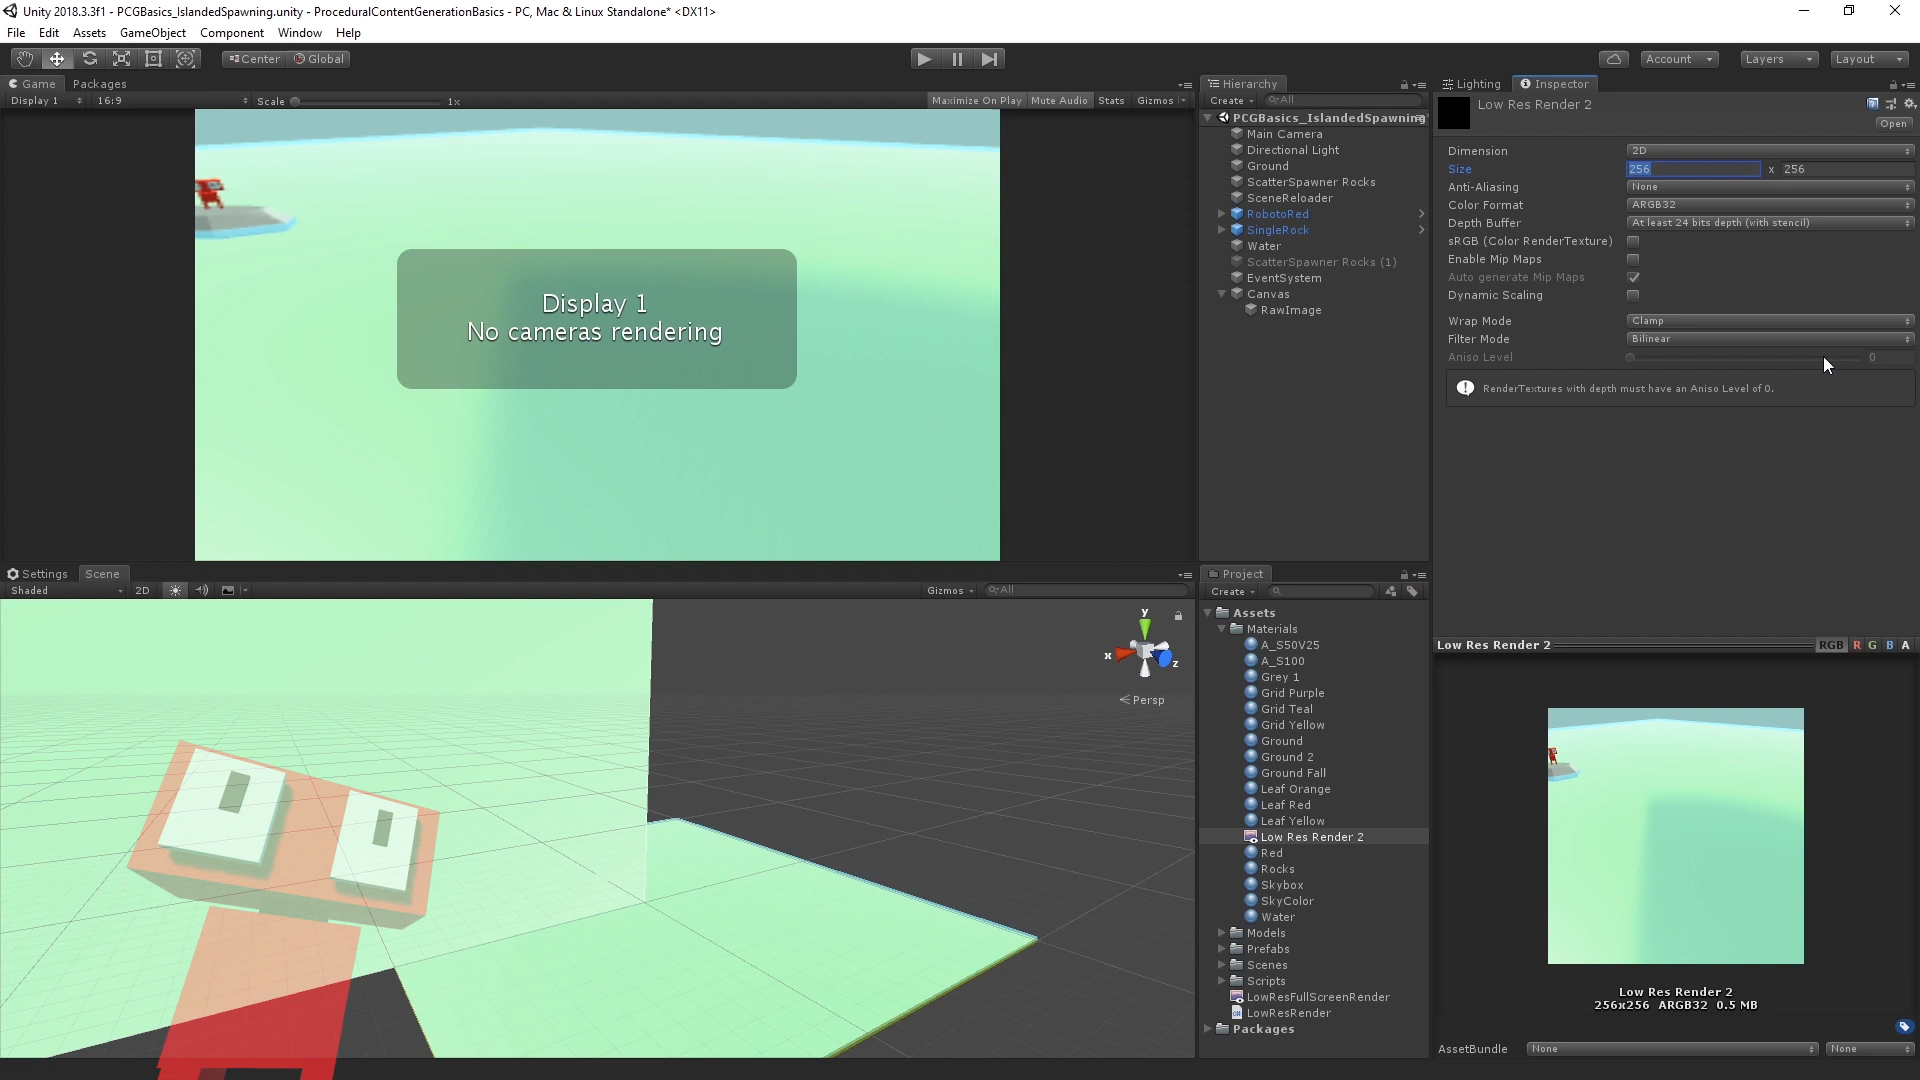 Unity 2018.3.3f1 - PCGBasics_IslandedSpawning.unity - ProceduralContentGenerationBasics - PC, Mac & Linux Standalone* <DX11>
File Edit Assets GameObject Component Window Help
Center Global Account Layers Layout
Game Packages
Display 1 16:9 Scale 1x Maximize On Play Mute Audio Stats Gizmos
Display 1
No cameras rendering
Hierarchy
Create All
PCGBasics_IslandedSpawning
Main Camera
Directional Light
Ground
ScatterSpawner Rocks
SceneReloader
RobotoRed
SingleRock
Water
ScatterSpawner Rocks (1)
EventSystem
Canvas
RawImage
Lighting Inspector
Low Res Render 2
Open
Dimension 2D
Size 256 x 256
Anti-Aliasing None
Color Format ARGB32
Depth Buffer At least 24 bits depth (with stencil)
sRGB (Color RenderTexture)
Enable Mip Maps
Auto generate Mip Maps
Dynamic Scaling
Wrap Mode Clamp
Filter Mode Bilinear
Aniso Level 0
RenderTextures with depth must have an Aniso Level of 0.
Settings Scene
Shaded 2D Gizmos All
y
x
z
Persp
Project
Create
Assets
Materials
A_S50V25
A_S100
Grey 1
Grid Purple
Grid Teal
Grid Yellow
Ground
Ground 2
Ground Fall
Leaf Orange
Leaf Red
Leaf Yellow
Low Res Render 2
Red
Rocks
Skybox
SkyColor
Water
Models
Prefabs
Scenes
Scripts
LowResFullScreenRender
LowResRender
Packages
Low Res Render 2 RGB R G B A
Low Res Render 2
256x256 ARGB32 0.5 MB
AssetBundle None None